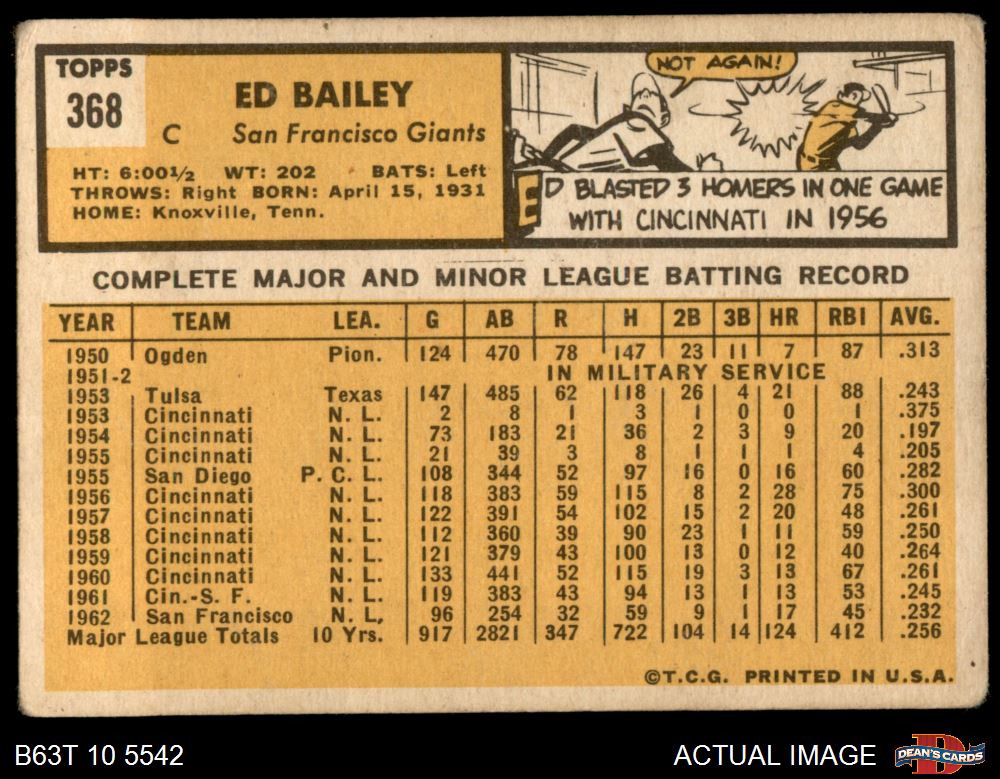 TOPPS
368
ED BAILEY
C San Francisco Giants
HT: 6:00½ WT: 202 BATS: Left
THROWS: Right BORN: April 15, 1931
HOME: Knoxville, Tenn.
NOT AGAIN!
ED BLASTED 3 HOMERS IN ONE GAME
WITH CINCINNATI IN 1956
COMPLETE MAJOR AND MINOR LEAGUE BATTING RECORD
YEAR TEAM LEA. G AB R H 2B 3B HR RBI AVG.
1950 Ogden Pion. 124 470 78 147 23 11 7 87 .313
1951-2 IN MILITARY SERVICE
1953 Tulsa Texas 147 485 62 118 26 4 21 88 .243
1953 Cincinnati N. L. 2 8 1 3 1 0 0 1 .375
1954 Cincinnati N. L. 73 183 21 36 2 3 9 20 .197
1955 Cincinnati N. L. 21 39 3 8 1 1 1 4 .205
1955 San Diego P. C. L. 108 344 52 97 16 0 16 60 .282
1956 Cincinnati N. L. 118 383 59 115 8 2 28 75 .300
1957 Cincinnati N. L. 122 391 54 102 15 2 20 48 .261
1958 Cincinnati N. L. 112 360 39 90 23 1 11 59 .250
1959 Cincinnati N. L. 121 379 43 100 13 0 12 40 .264
1960 Cincinnati N. L. 133 441 52 115 19 3 13 67 .261
1961 Cin.-S. F. N. L. 119 383 43 94 13 1 13 53 .245
1962 San Francisco N. L. 96 254 32 59 9 1 17 45 .232
Major League Totals 10 Yrs. 917 2821 347 722 104 14 124 412 .256
©T.C.G. PRINTED IN U.S.A.
B63T 10 5542
ACTUAL IMAGE
DEAN'S CARDS